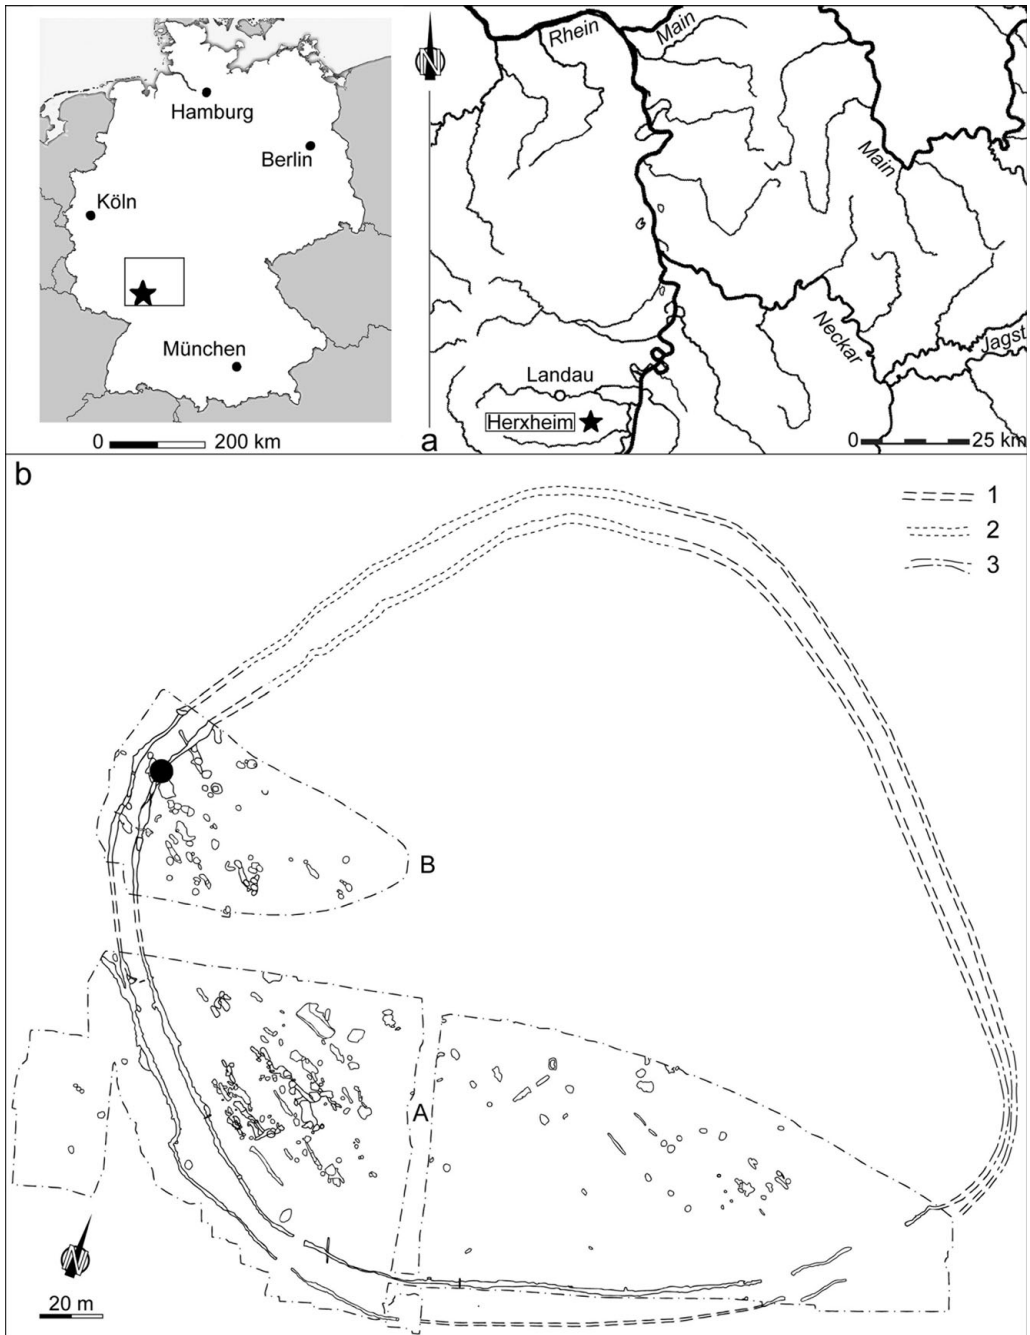 Hamburg
Berlin
Köln
München
0 200 km
N
Rhein
Main
Main
Neckar
Jagst
Landau
Herxheim
a
0 25 km
b
1
2
3
B
A
N
20 m